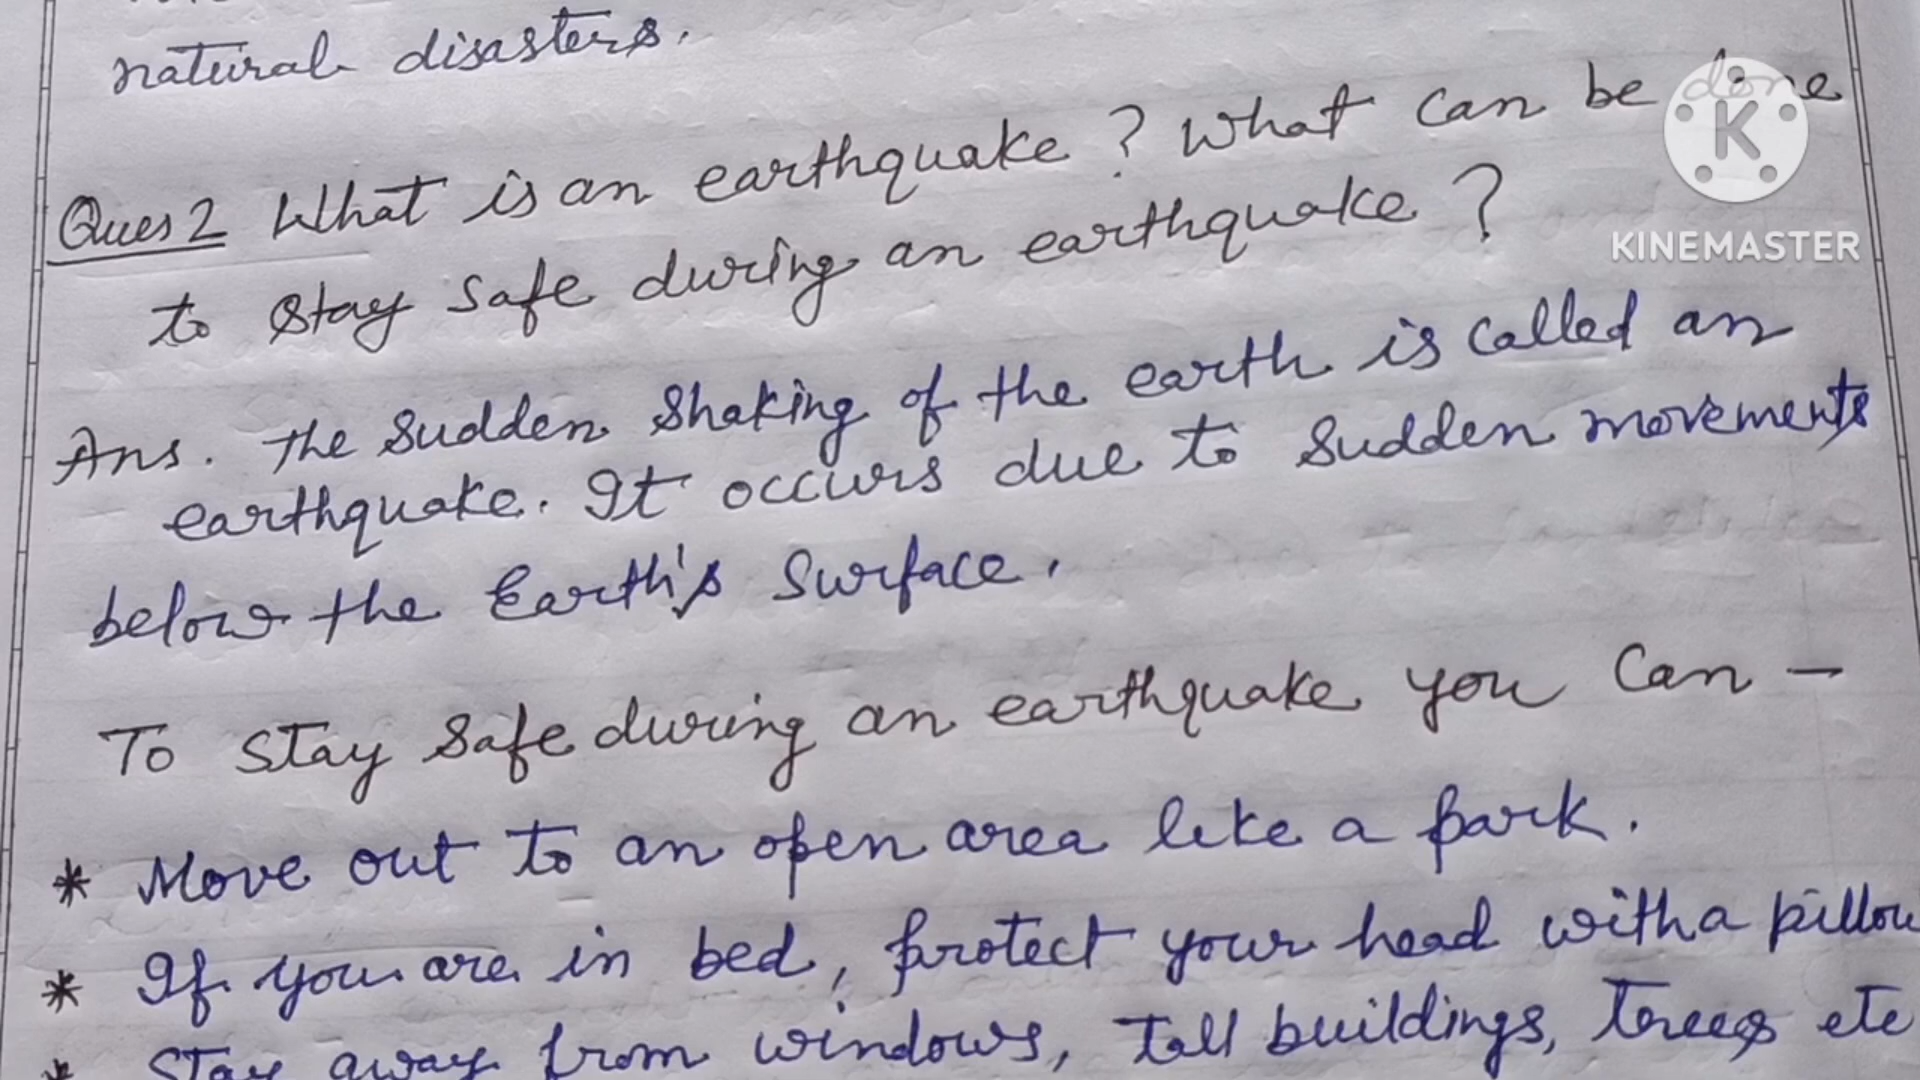 natural disasters.
Ques 2 What is an earthquake? What can be done
to stay safe during an earthquake?
Ans. The sudden shaking of the earth is called an
earthquake. It occurs due to sudden movements
below the Earth's surface.
To stay safe during an earthquake you can -
* Move out to an open area like a park.
* If you are in bed, protect your head with a pillow
* Stay away from windows, tall buildings, trees etc
K
KINEMASTER